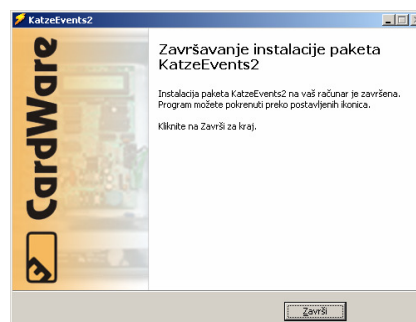 KatzeEvents2
CardWare
Završavanje instalacije paketa
KatzeEvents2
Instalacija paketa KatzeEvents2 na vaš računar je završena.
Program možete pokrenuti preko postavljenih ikonica.
Kliknite na Završi za kraj.
Završi